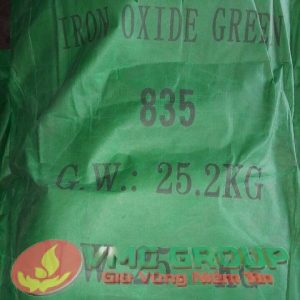 IRON OXIDE GREEN
835
G.W.: 25.2KG
VMCGROUP
Giữ Vững Niềm Tin